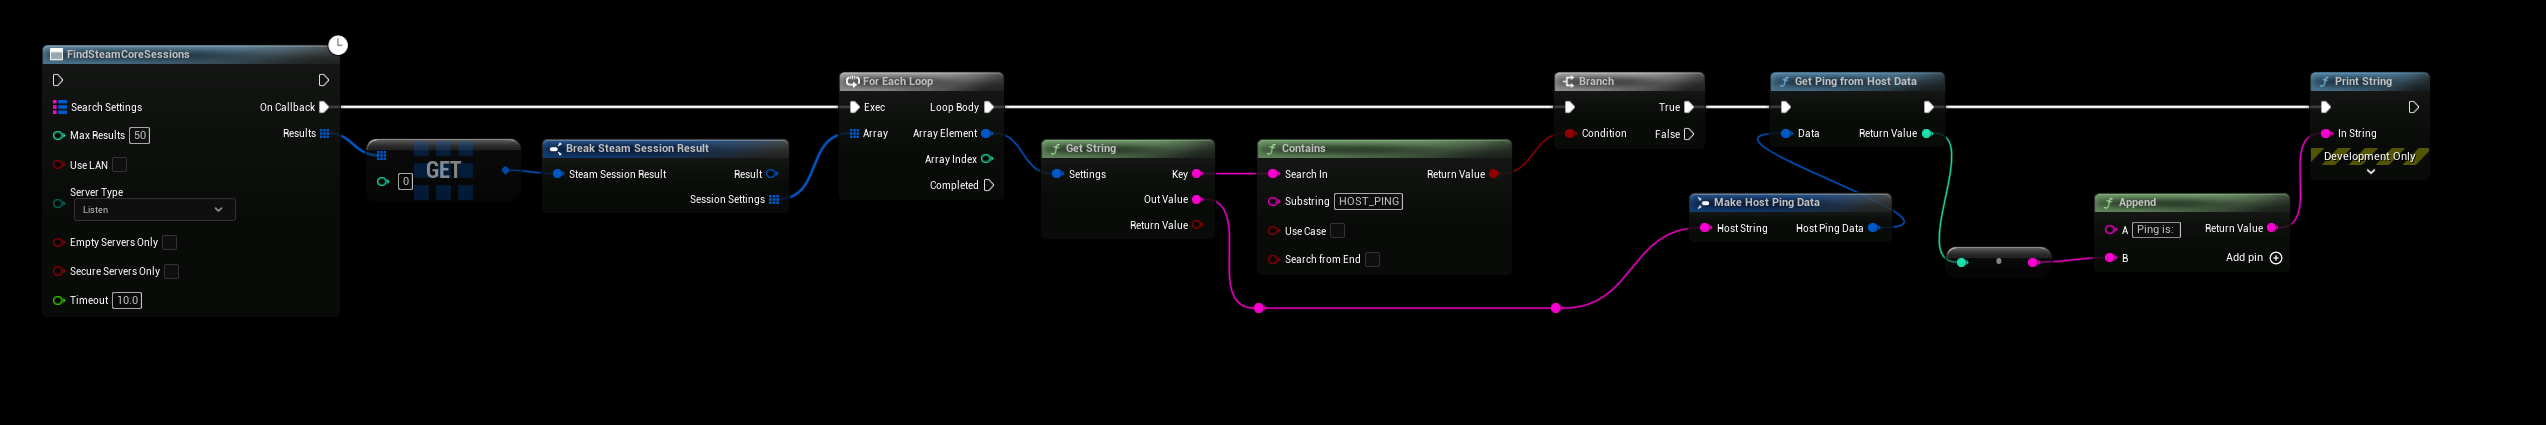 FindSteamCoreSessions
Search Settings
On Callback
Max Results 50
Results
Use LAN
Server Type
Listen
Empty Servers Only
Secure Servers Only
Timeout 10.0
GET
0
Break Steam Session Result
Steam Session Result
Result
Session Settings
For Each Loop
Exec
Loop Body
Array
Array Element
Array Index
Completed
Get String
Settings
Key
Out Value
Return Value
Contains
Search In
Return Value
Substring HOST_PING
Use Case
Search from End
Branch
True
Condition
False
Get Ping from Host Data
Data
Return Value
Make Host Ping Data
Host String
Host Ping Data
Append
A Ping is:
Return Value
B
Add pin
Print String
In String
Development Only